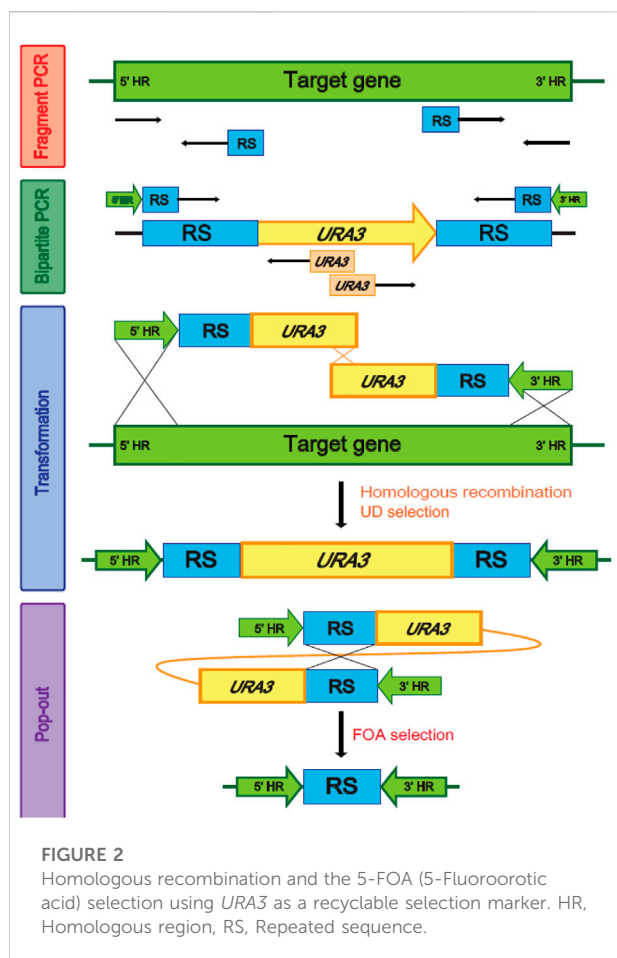 Fragment PCR
5' HR Target gene 3' HR
RS
RS
Bipartite PCR
5' HR RS RS 3' HR
RS URA3 RS
URA3
URA3
Transformation
5' HR RS URA3
URA3 RS 3' HR
5' HR Target gene 3' HR
Homologous recombination
UD selection
5' HR RS URA3 RS 3' HR
Pop-out
5' HR RS URA3
URA3 RS 3' HR
FOA selection
5' HR RS 3' HR
FIGURE 2
Homologous recombination and the 5-FOA (5-Fluoroorotic
acid) selection using URA3 as a recyclable selection marker. HR,
Homologous region, RS, Repeated sequence.